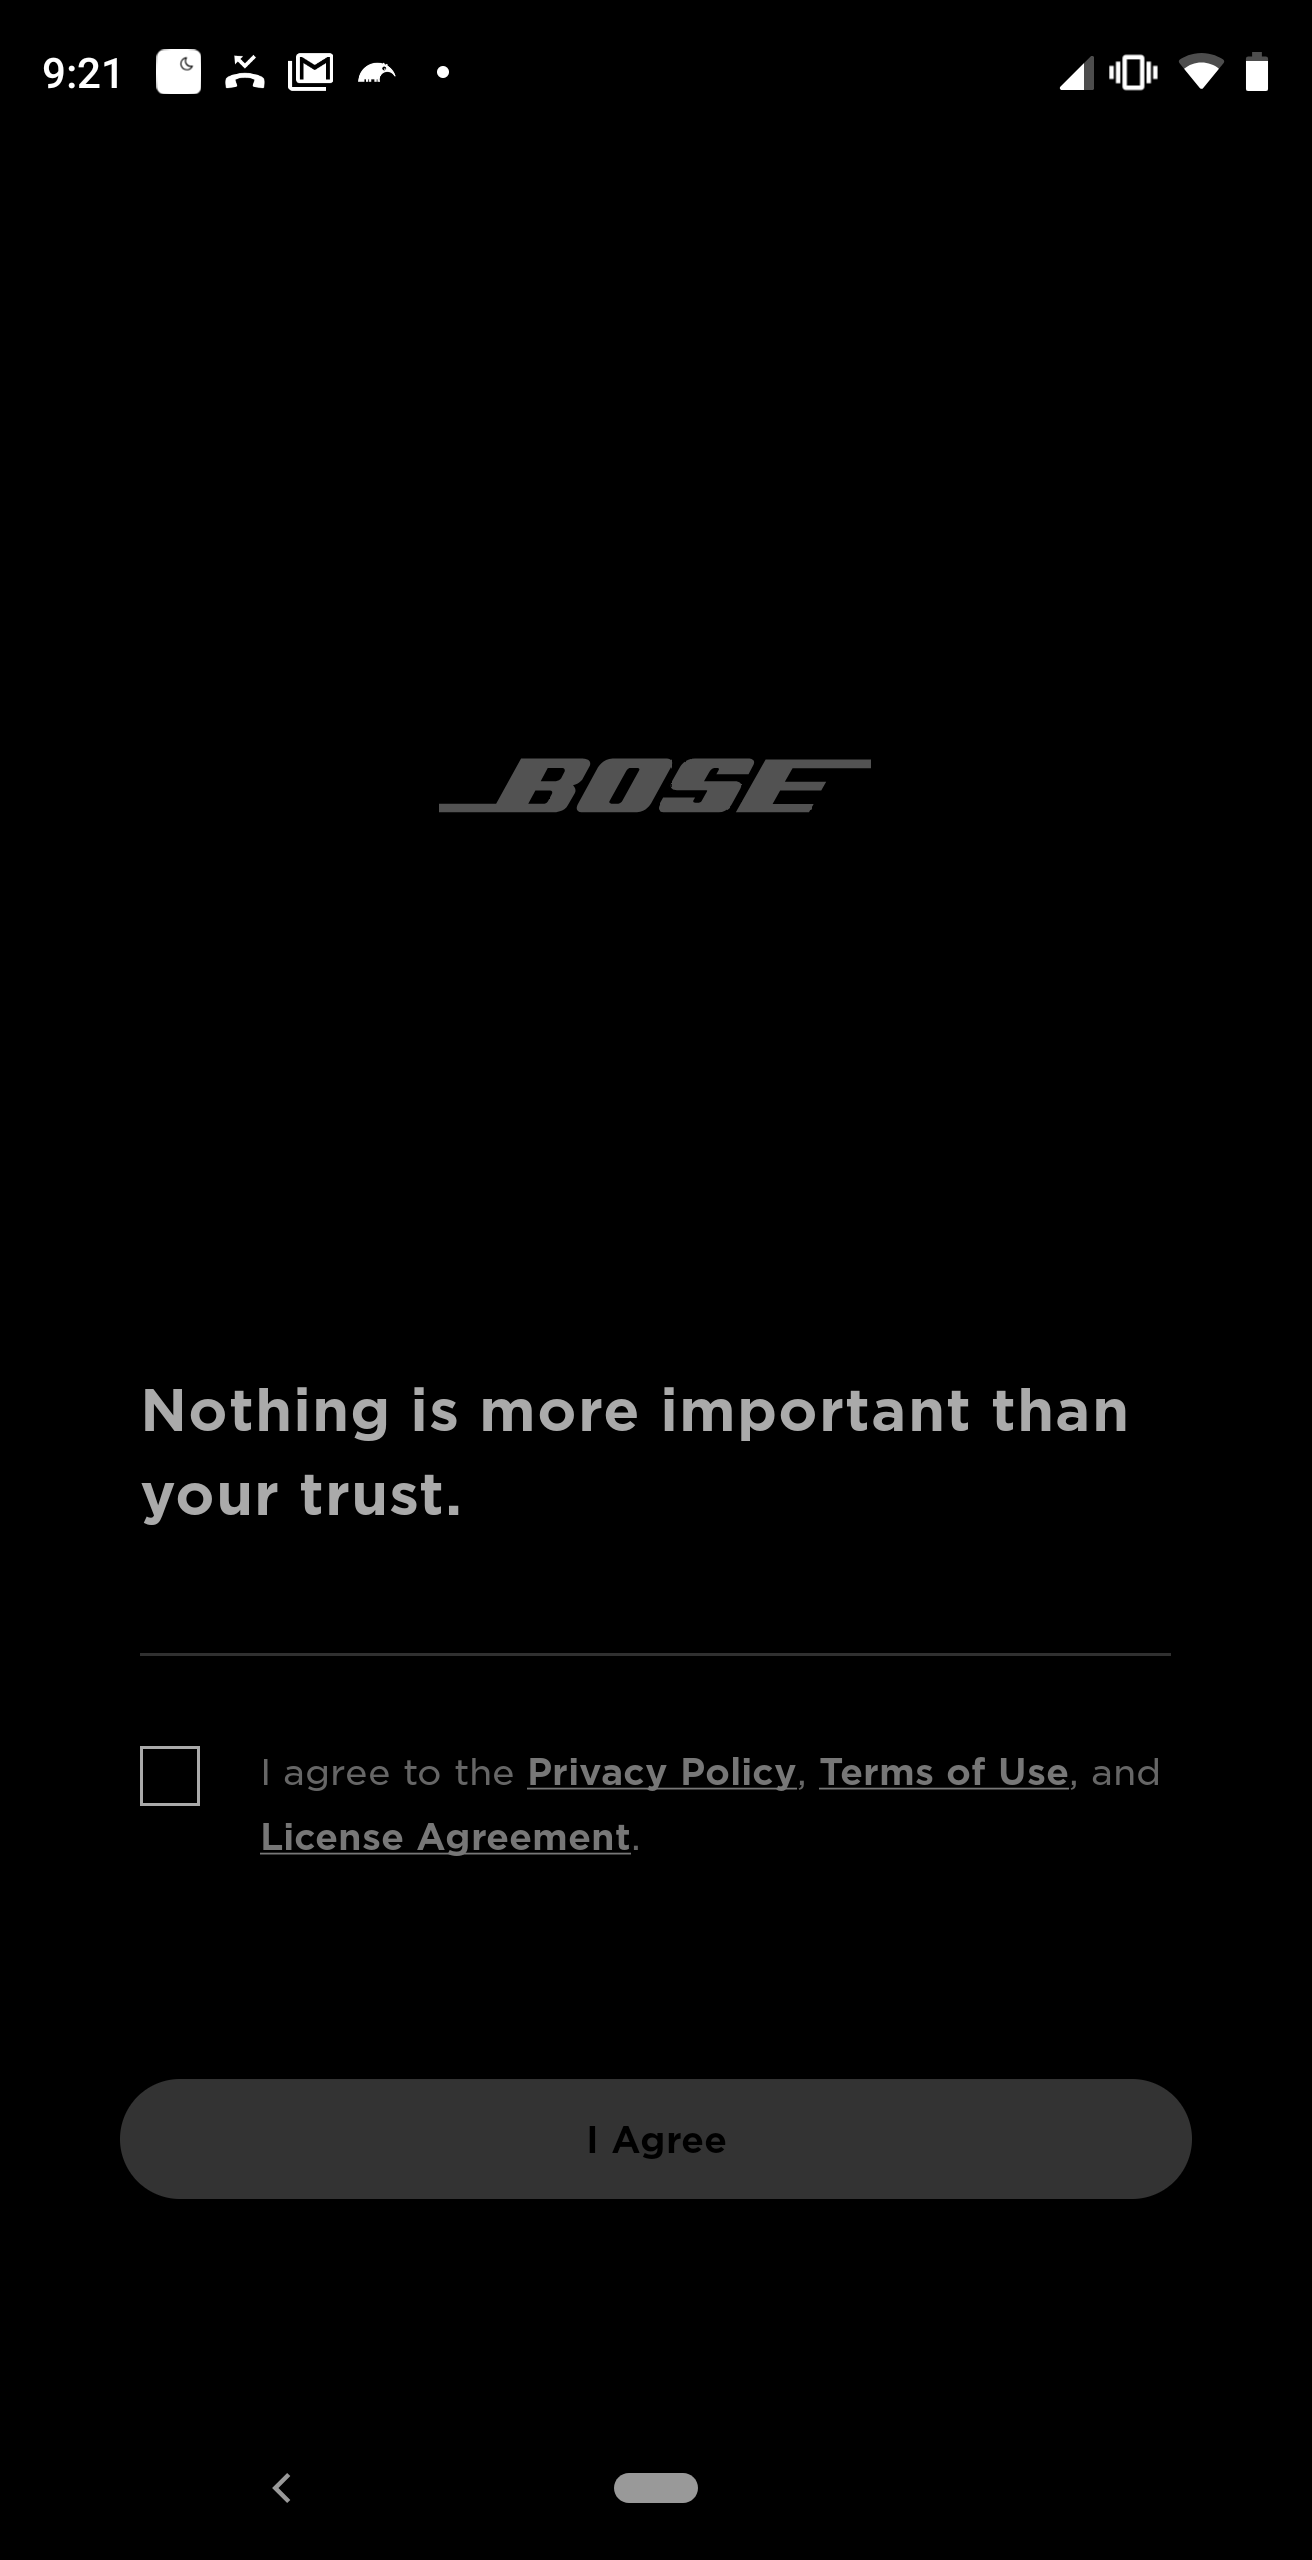 9:21
BOSE
Nothing is more important than
your trust.
I agree to the Privacy Policy, Terms of Use, and
License Agreement.
I Agree